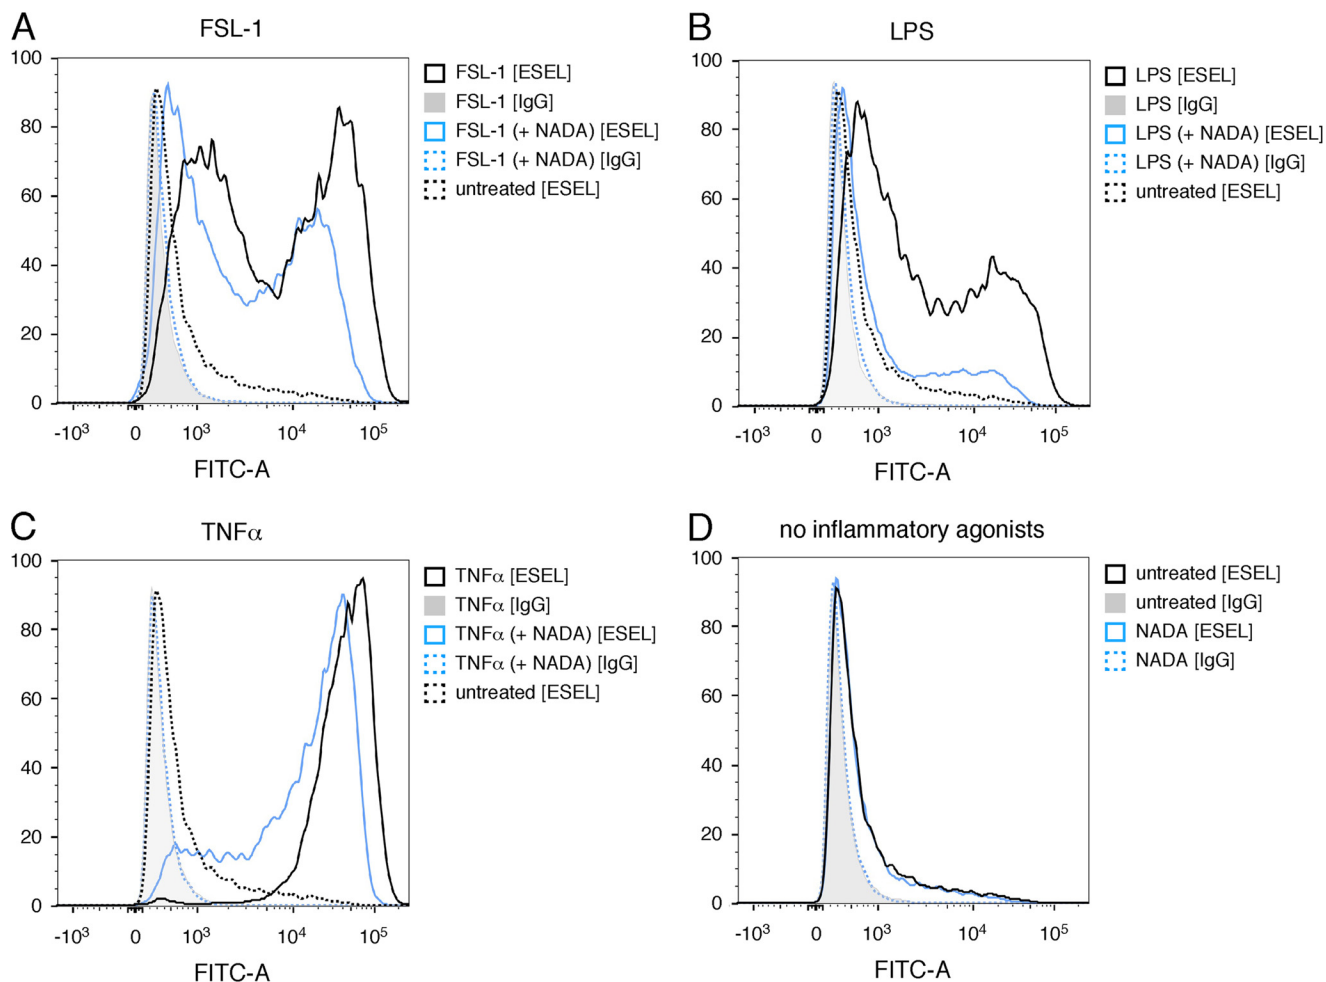 A
FSL-1
100
80
60
40
20
0
-10³ 0 10³ 10⁴ 10⁵
FITC-A
FSL-1 [ESEL]
FSL-1 [IgG]
FSL-1 (+ NADA) [ESEL]
FSL-1 (+ NADA) [IgG]
untreated [ESEL]
B
LPS
100
80
60
40
20
0
-10³ 0 10³ 10⁴ 10⁵
FITC-A
LPS [ESEL]
LPS [IgG]
LPS (+ NADA) [ESEL]
LPS (+ NADA) [IgG]
untreated [ESEL]
C
TNFα
100
80
60
40
20
0
-10³ 0 10³ 10⁴ 10⁵
FITC-A
TNFα [ESEL]
TNFα [IgG]
TNFα (+ NADA) [ESEL]
TNFα (+ NADA) [IgG]
untreated [ESEL]
D
no inflammatory agonists
100
80
60
40
20
0
-10³ 0 10³ 10⁴ 10⁵
FITC-A
untreated [ESEL]
untreated [IgG]
NADA [ESEL]
NADA [IgG]